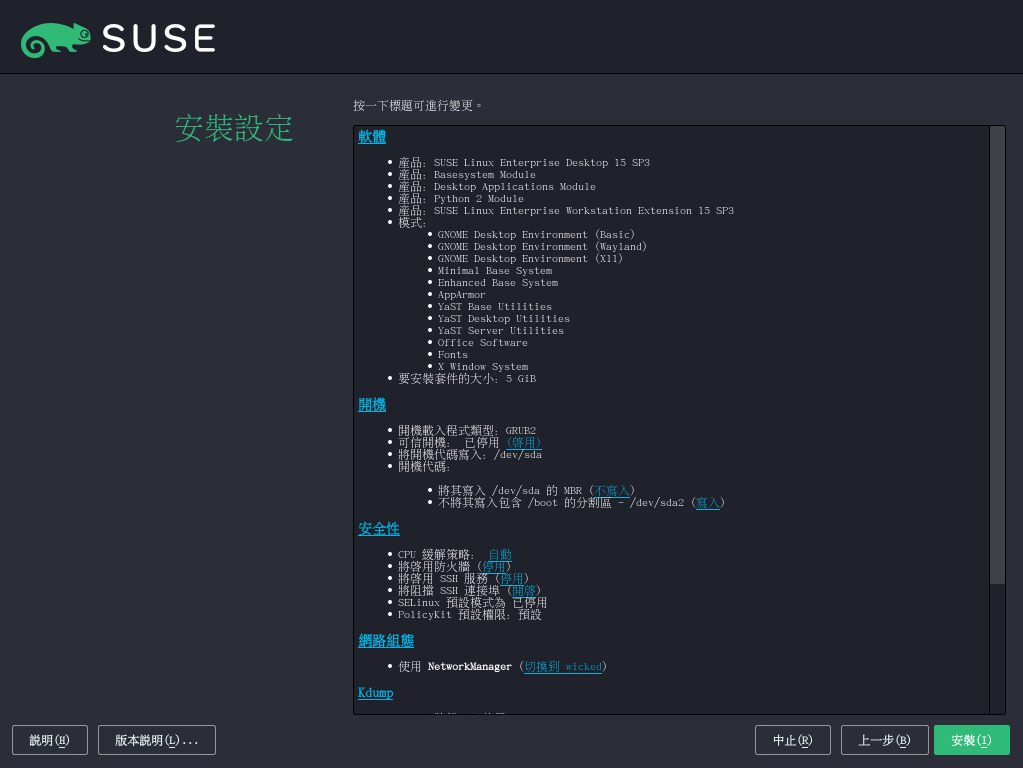 SUSE
安裝設定
按一下標題可進行變更。
軟體
產品: SUSE Linux Enterprise Desktop 15 SP3
產品: Basesystem Module
產品: Desktop Applications Module
產品: Python 2 Module
產品: SUSE Linux Enterprise Workstation Extension 15 SP3
模式:
GNOME Desktop Environment (Basic)
GNOME Desktop Environment (Wayland)
GNOME Desktop Environment (X11)
Minimal Base System
Enhanced Base System
AppArmor
YaST Base Utilities
YaST Desktop Utilities
YaST Server Utilities
Office Software
Fonts
X Window System
要安裝套件的大小: 5 GiB
開機
開機載入程式類型: GRUB2
可信開機: 已停用 (啓用)
將開機代碼寫入: /dev/sda
開機代碼:
將其寫入 /dev/sda 的 MBR (不寫入)
不將其寫入包含 /boot 的分割區 - /dev/sda2 (寫入)
安全性
CPU 緩解策略: 自動
將啓用防火牆 (停用)
將啓用 SSH 服務 (停用)
將阻擋 SSH 連接埠 (開啓)
SELinux 預設模式為 已停用
PolicyKit 預設權限: 預設
網路組態
使用 NetworkManager (切換到 wicked)
Kdump
說明(H)
版本說明(L)...
中止(R)
上一步(B)
安裝(I)